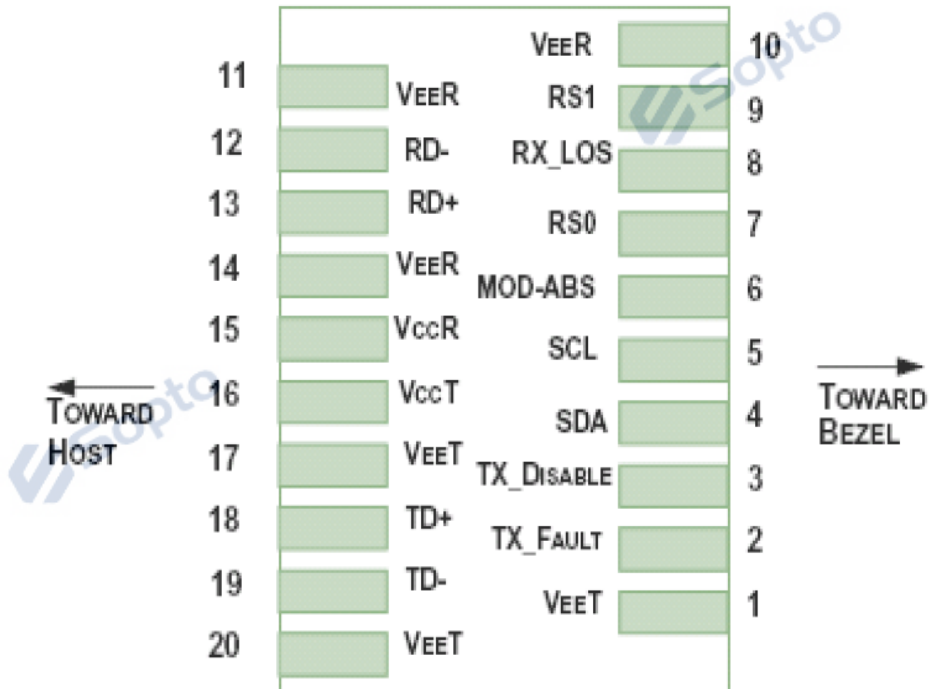 VEER 10
11 VEER
RS1 9
12 RD-
RX_LOS 8
13 RD+
RS0 7
14 VEER
MOD-ABS 6
15 VCCR
SCL 5
16 VCCT
TOWARD
HOST
TOWARD
BEZEL
SDA 4
17 VEET
TX_DISABLE 3
18 TD+
TX_FAULT 2
19 TD-
VEET 1
20 VEET
Sopto
Sopto